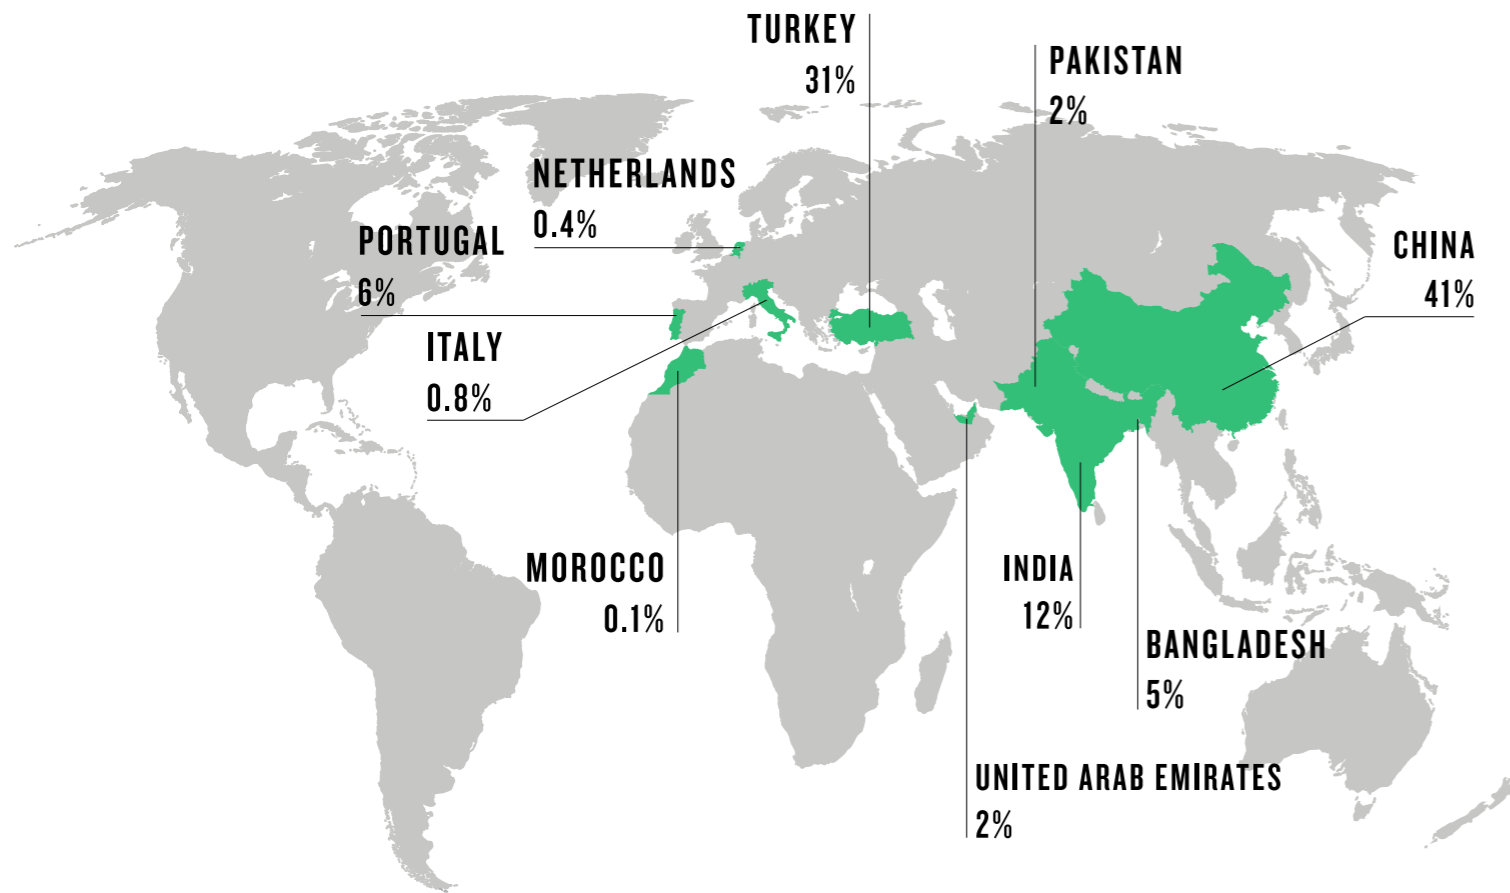 TURKEY
31%
PAKISTAN
2%
NETHERLANDS
0.4%
PORTUGAL
6%
CHINA
41%
ITALY
0.8%
MOROCCO
0.1%
INDIA
12%
BANGLADESH
5%
UNITED ARAB EMIRATES
2%